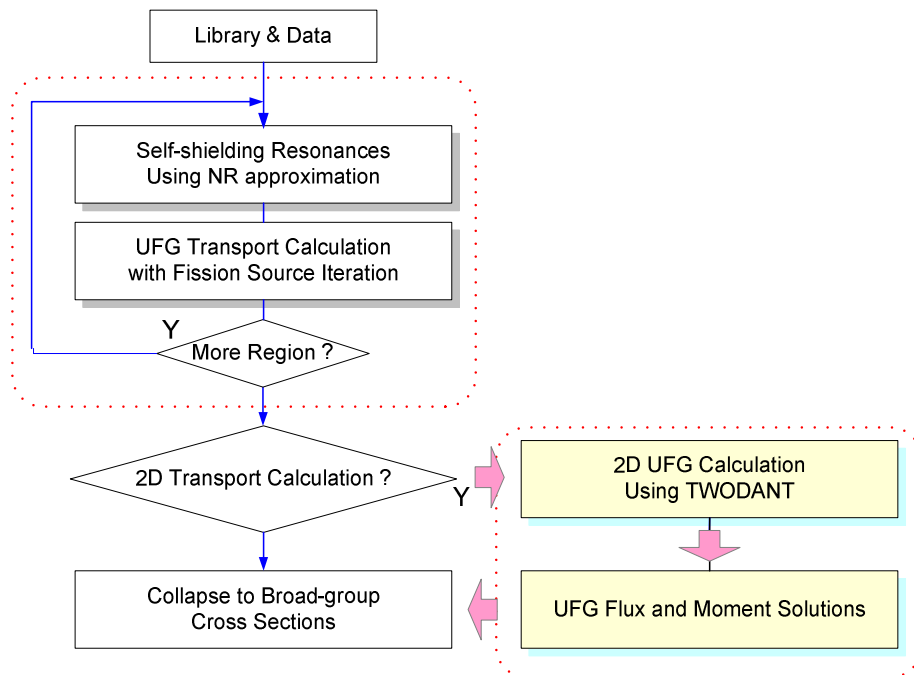 Library & Data
Self-shielding Resonances
Using NR approximation
UFG Transport Calculation
with Fission Source Iteration
Y
More Region ?
2D Transport Calculation ?
Y
2D UFG Calculation
Using TWODANT
UFG Flux and Moment Solutions
Collapse to Broad-group
Cross Sections